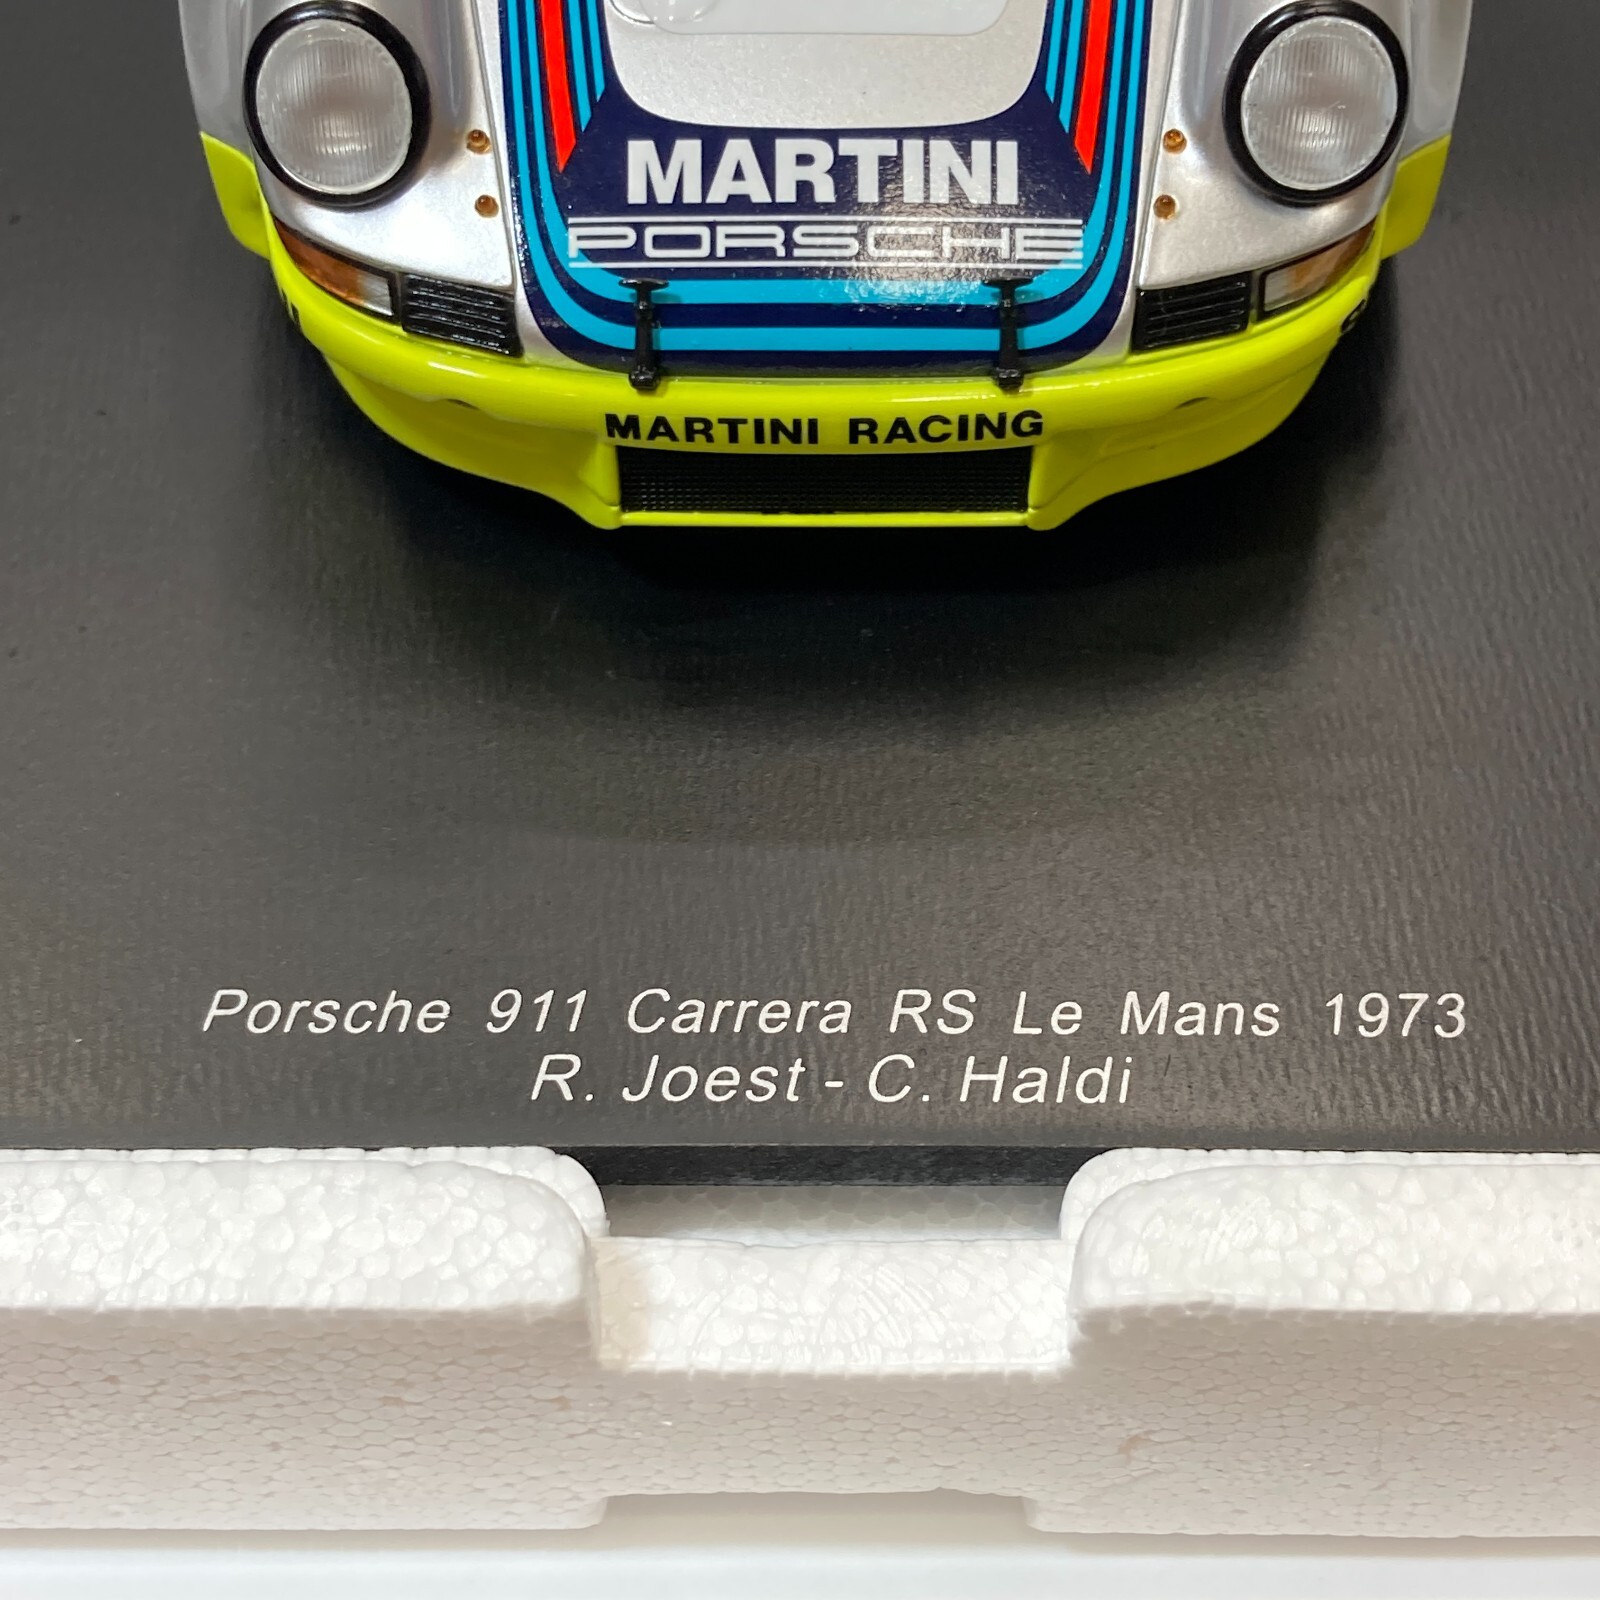 MARTINI
PORSCHE
MARTINI RACING
Porsche 911 Carrera RS Le Mans 1973
R. Joest - C. Haldi